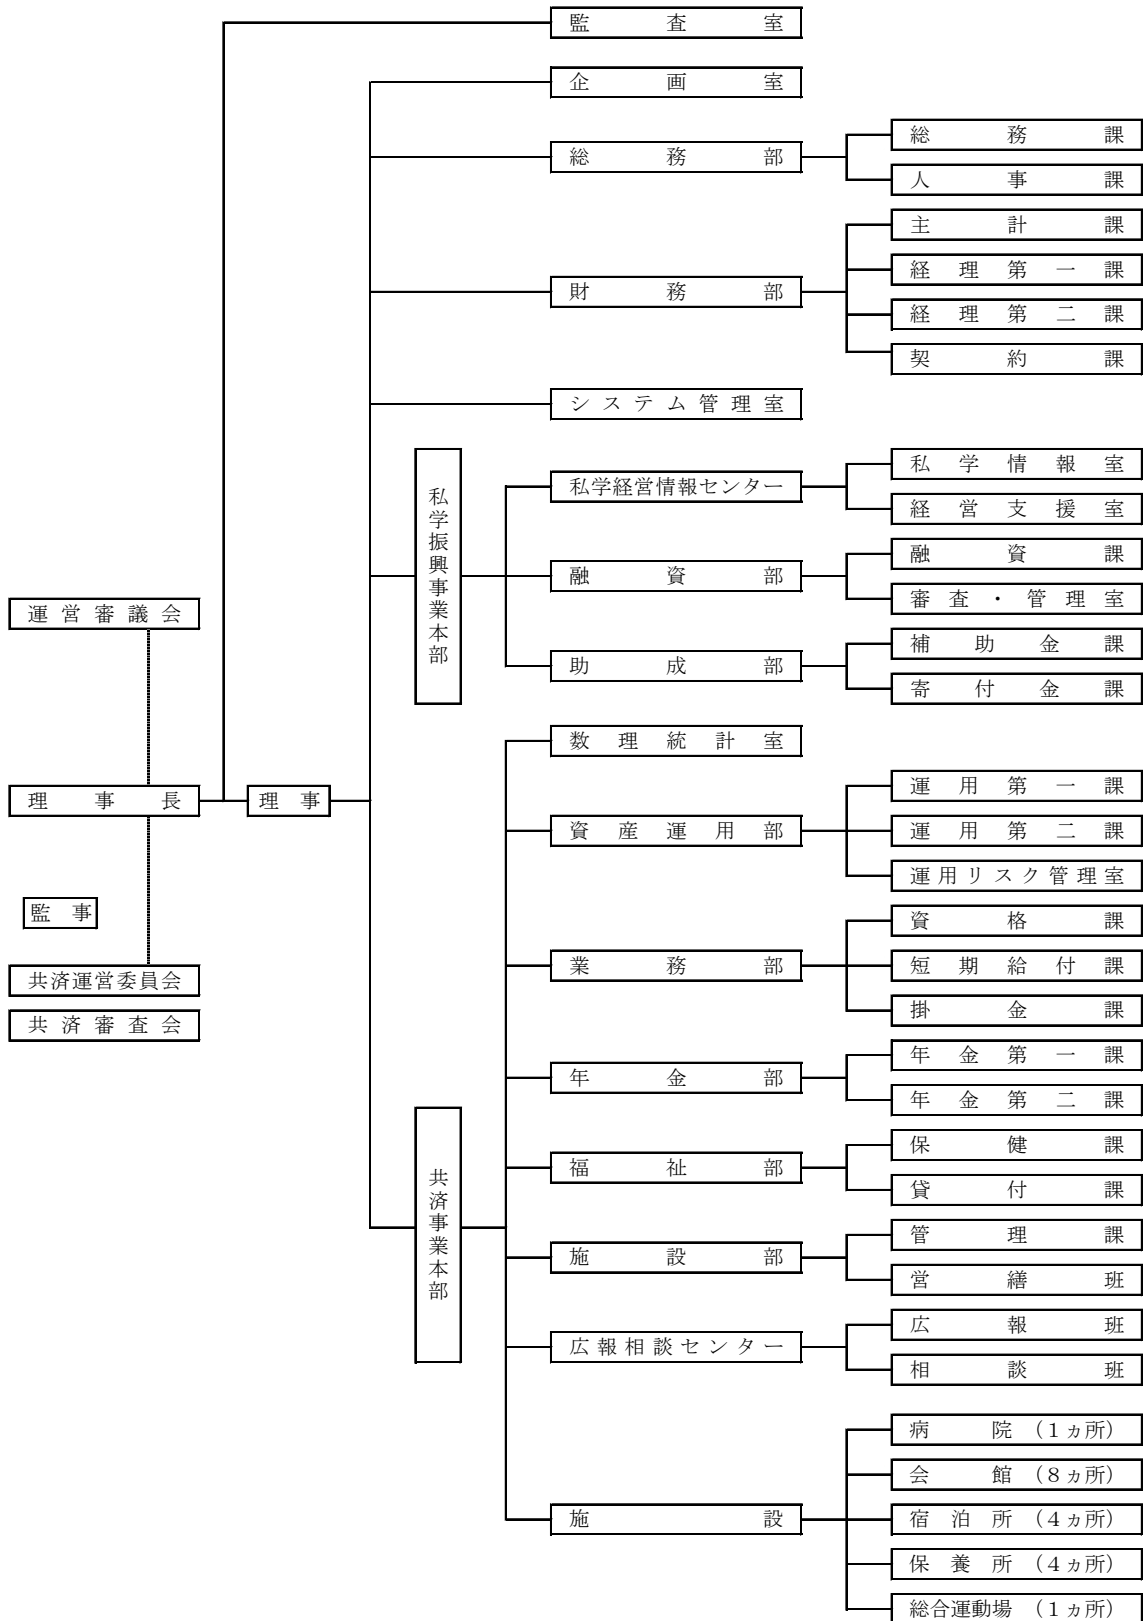 監査室
企画室
総務部
総務課
人事課
財務部
主計課
経理第一課
経理第二課
契約課
システム管理室
私学振興事業本部
私学経営情報センター
私学情報室
経営支援室
融資部
融資課
審査・管理室
助成部
補助金課
寄付金課
運営審議会
理事長
理事
監事
共済運営委員会
共済審査会
共済事業本部
数理統計室
資産運用部
運用第一課
運用第二課
運用リスク管理室
業務部
資格課
短期給付課
掛金課
年金部
年金第一課
年金第二課
福祉部
保健課
貸付課
施設部
管理課
営繕班
広報相談センター
広報班
相談班
施設
病院（1ヵ所）
会館（8ヵ所）
宿泊所（4ヵ所）
保養所（4ヵ所）
総合運動場（1ヵ所）